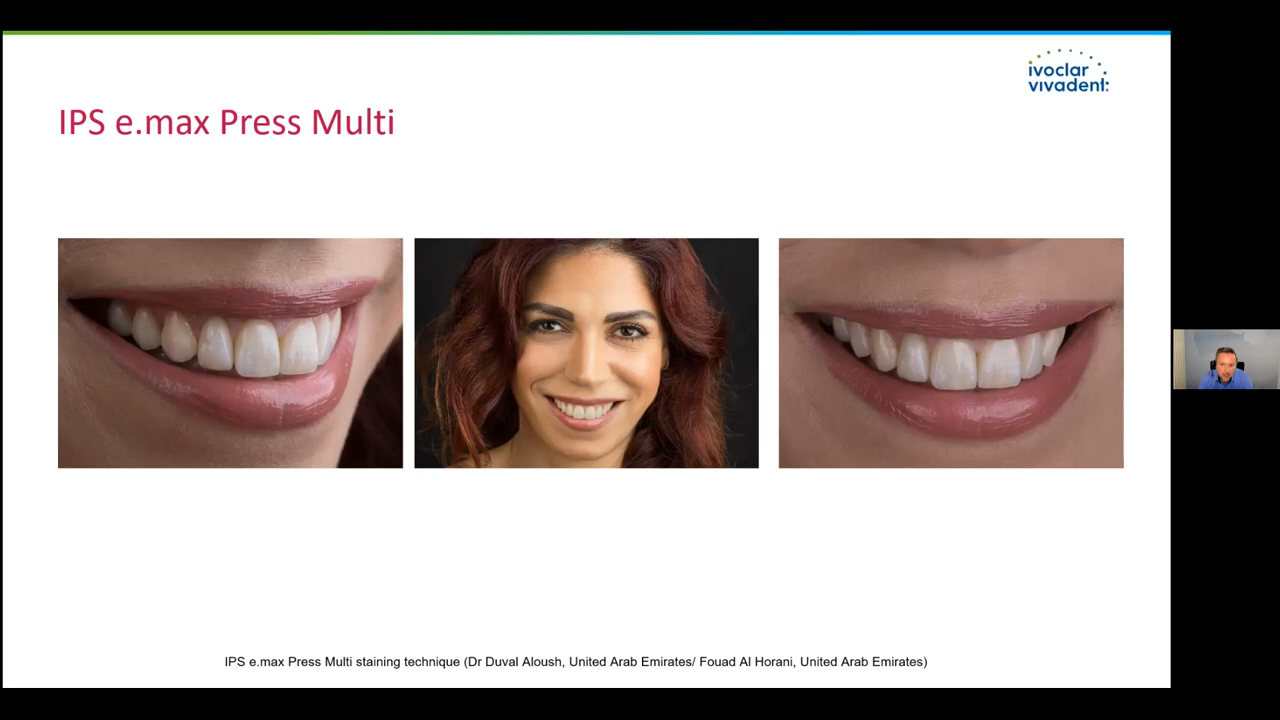 ivoclar
vivadent:
IPS e.max Press Multi
IPS e.max Press Multi staining technique (Dr Duval Aloush, United Arab Emirates/ Fouad Al Horani, United Arab Emirates)